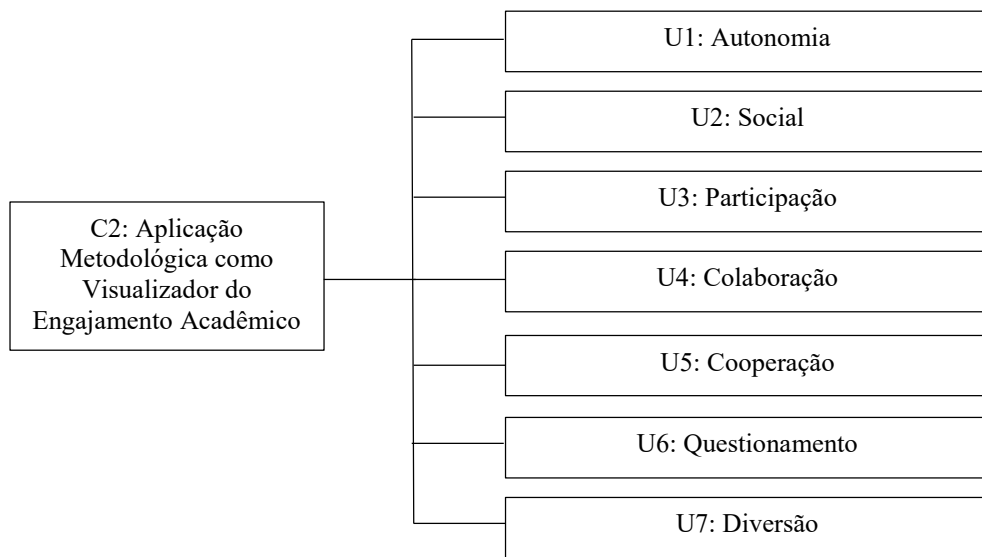 C2: Aplicação
Metodológica como
Visualizador do
Engajamento Acadêmico
U1: Autonomia
U2: Social
U3: Participação
U4: Colaboração
U5: Cooperação
U6: Questionamento
U7: Diversão